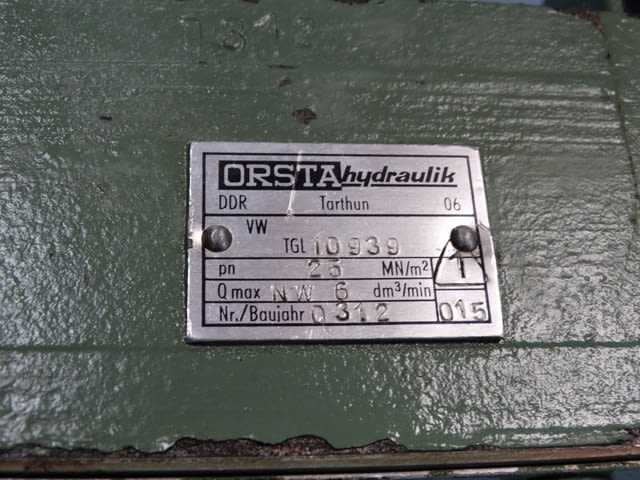 0312
ORSTA hydraulik
DDR Tarthun 06
VW
TGL 10939
pn 25 MN/m² 1
Q max NW 6 dm³/min
Nr./Baujahr 0312 015